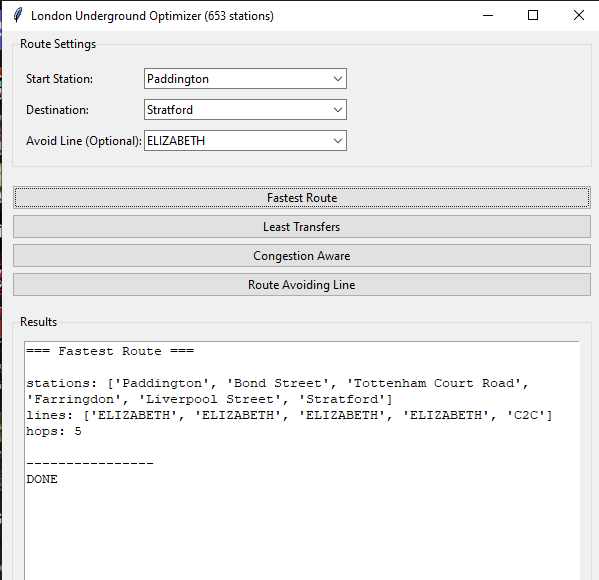 London Underground Optimizer (653 stations)
Route Settings
Start Station: Paddington
Destination: Stratford
Avoid Line (Optional): ELIZABETH
Fastest Route
Least Transfers
Congestion Aware
Route Avoiding Line
Results
=== Fastest Route ===
stations: ['Paddington', 'Bond Street', 'Tottenham Court Road',
'Farringdon', 'Liverpool Street', 'Stratford']
lines: ['ELIZABETH', 'ELIZABETH', 'ELIZABETH', 'ELIZABETH', 'C2C']
hops: 5
----------------
DONE